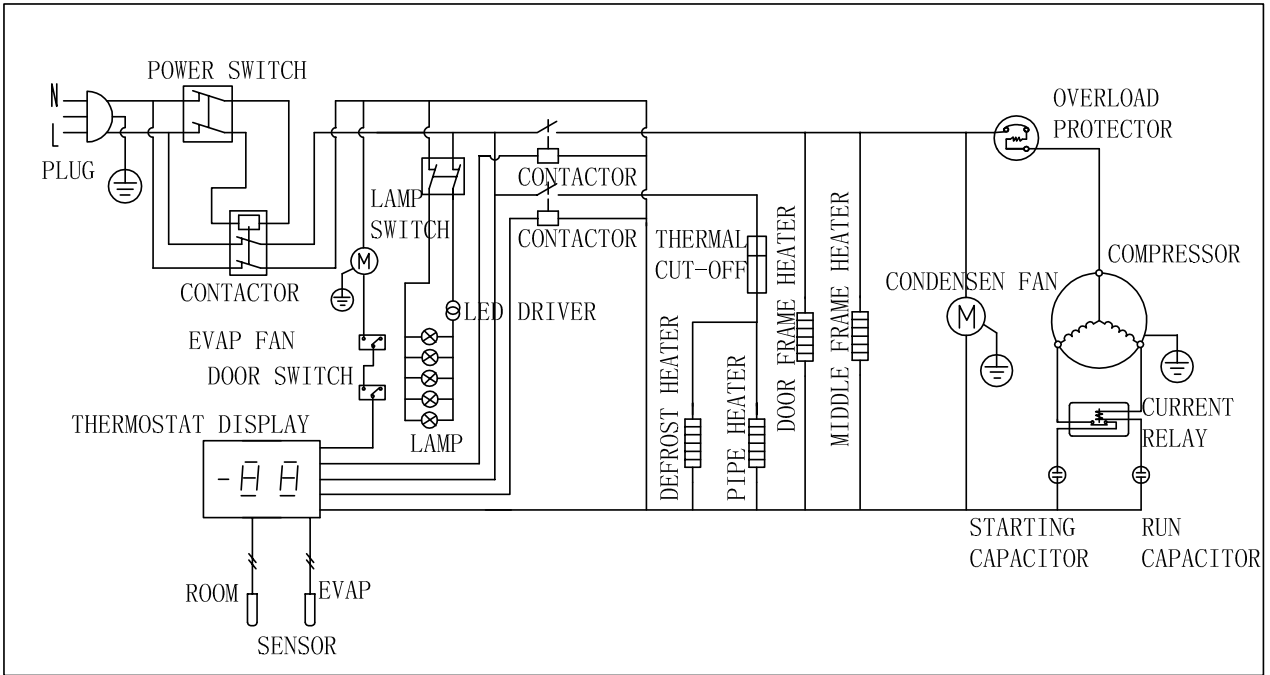 POWER SWITCH
N
L
PLUG
OVERLOAD
PROTECTOR
LAMP
SWITCH
CONTACTOR
CONTACTOR
CONTACTOR
THERMAL
CUT-OFF
DOOR FRAME HEATER
MIDDLE FRAME HEATER
CONDENSEN FAN
COMPRESSOR
EVAP FAN
DOOR SWITCH
LED DRIVER
LAMP
DEFROST HEATER
PIPE HEATER
THERMOSTAT DISPLAY
CURRENT
RELAY
STARTING
CAPACITOR
RUN
CAPACITOR
ROOM
EVAP
SENSOR
M
M